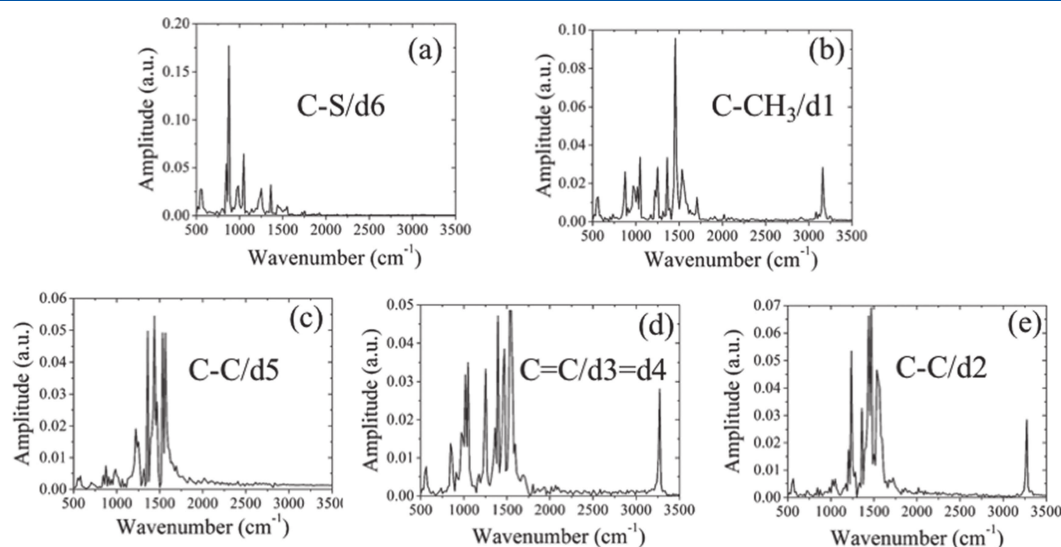 (a)
C-S/d6
Amplitude (a.u.)
0.20
0.15
0.10
0.05
0.00
500 1000 1500 2000 2500 3000 3500
Wavenumber (cm⁻¹)
(b)
C-CH₃/d1
Amplitude (a.u.)
0.10
0.08
0.06
0.04
0.02
0.00
500 1000 1500 2000 2500 3000 3500
Wavenumber (cm⁻¹)
(c)
C-C/d5
Amplitude (a.u.)
0.06
0.05
0.04
0.03
0.02
0.01
0.00
500 1000 1500 2000 2500 3000 3500
Wavenumber (cm⁻¹)
(d)
C=C/d3=d4
Amplitude (a.u.)
0.05
0.04
0.03
0.02
0.01
0.00
500 1000 1500 2000 2500 3000 3500
Wavenumber (cm⁻¹)
(e)
C-C/d2
Amplitude (a.u.)
0.07
0.06
0.05
0.04
0.03
0.02
0.01
0.00
500 1000 1500 2000 2500 3000 3500
Wavenumber (cm⁻¹)